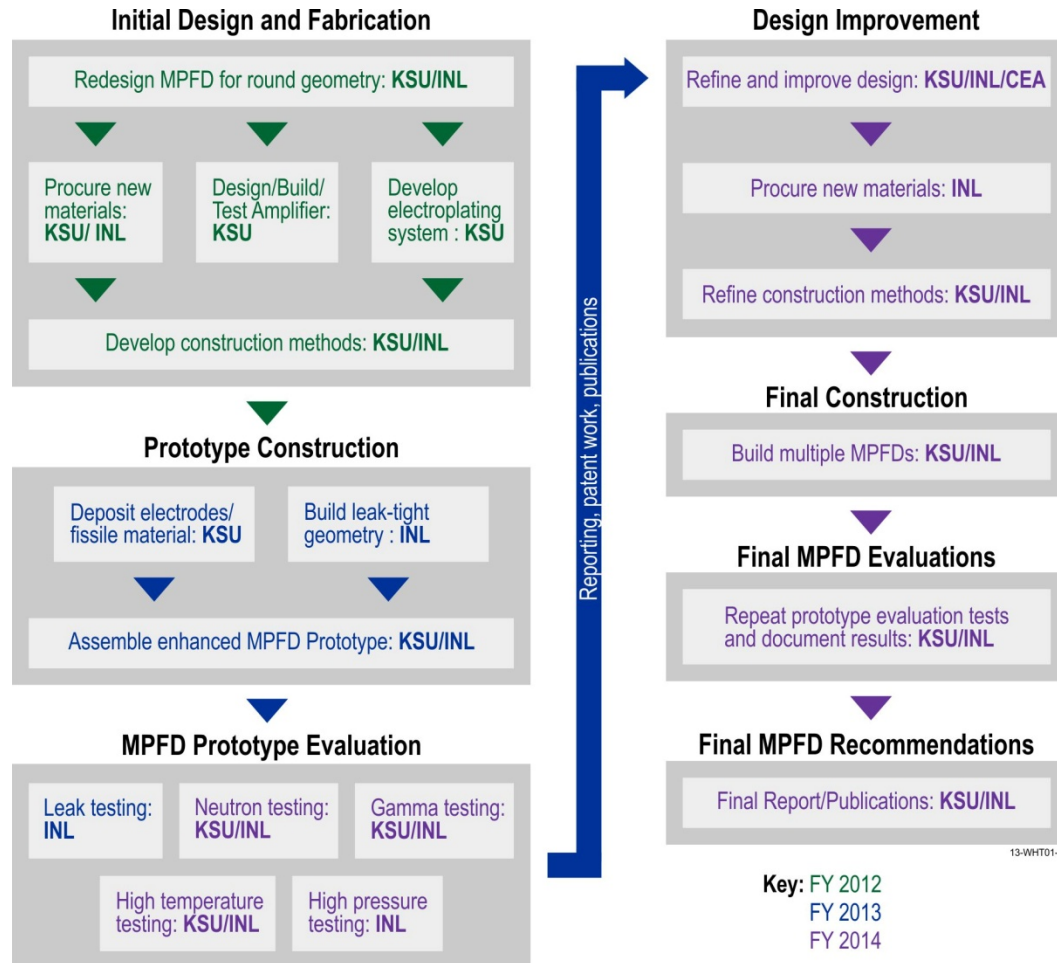 Initial Design and Fabrication
Redesign MPFD for round geometry: KSU/INL
Procure new
materials:
KSU/ INL
Design/Build/
Test Amplifier:
KSU
Develop
electroplating
system : KSU
Develop construction methods: KSU/INL
Prototype Construction
Deposit electrodes/
fissile material: KSU
Build leak-tight
geometry : INL
Assemble enhanced MPFD Prototype: KSU/INL
MPFD Prototype Evaluation
Leak testing:
INL
Neutron testing:
KSU/INL
Gamma testing:
KSU/INL
High temperature
testing: KSU/INL
High pressure
testing: INL
Reporting, patent work, publications
Design Improvement
Refine and improve design: KSU/INL/CEA
Procure new materials: INL
Refine construction methods: KSU/INL
Final Construction
Build multiple MPFDs: KSU/INL
Final MPFD Evaluations
Repeat prototype evaluation tests
and document results: KSU/INL
Final MPFD Recommendations
Final Report/Publications: KSU/INL
13-WHT01-
Key: FY 2012
FY 2013
FY 2014